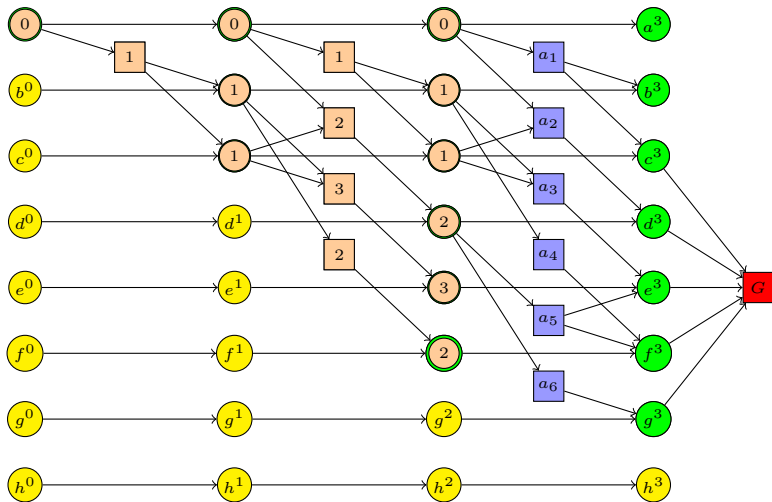 0 0 0 a³
1 1 a₁
b⁰ 1 1 b³
2 a₂
c⁰ 1 1 c³
3 a₃
d⁰ d¹ 2 d³
2 a₄
e⁰ e¹ 3 e³ G
a₅
f⁰ f¹ 2 f³
a₆
g⁰ g¹ g² g³
h⁰ h¹ h² h³